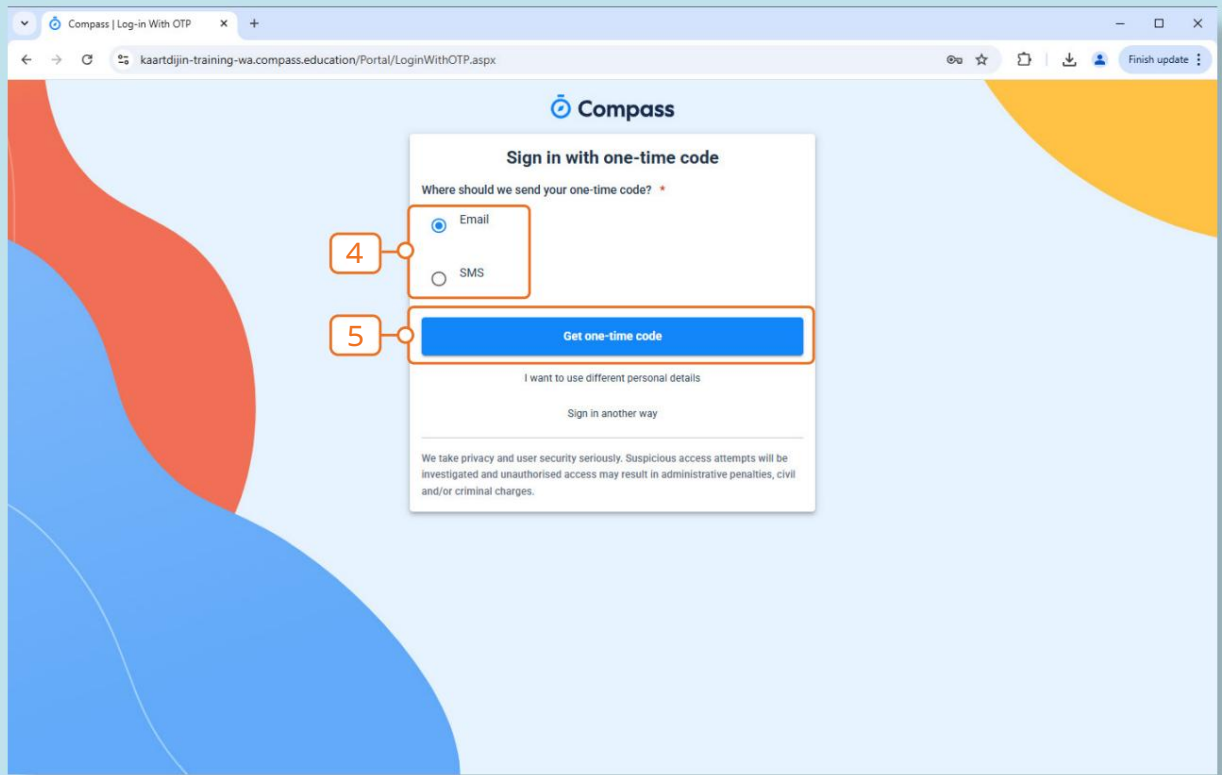 Compass | Log-in With OTP
kaartdijin-training-wa.compass.education/Portal/LoginWithOTP.aspx
Finish update
Compass
Sign in with one-time code
Where should we send your one-time code? *
Email
4
SMS
5
Get one-time code
I want to use different personal details
Sign in another way
We take privacy and user security seriously. Suspicious access attempts will be
investigated and unauthorised access may result in administrative penalties, civil
and/or criminal charges.